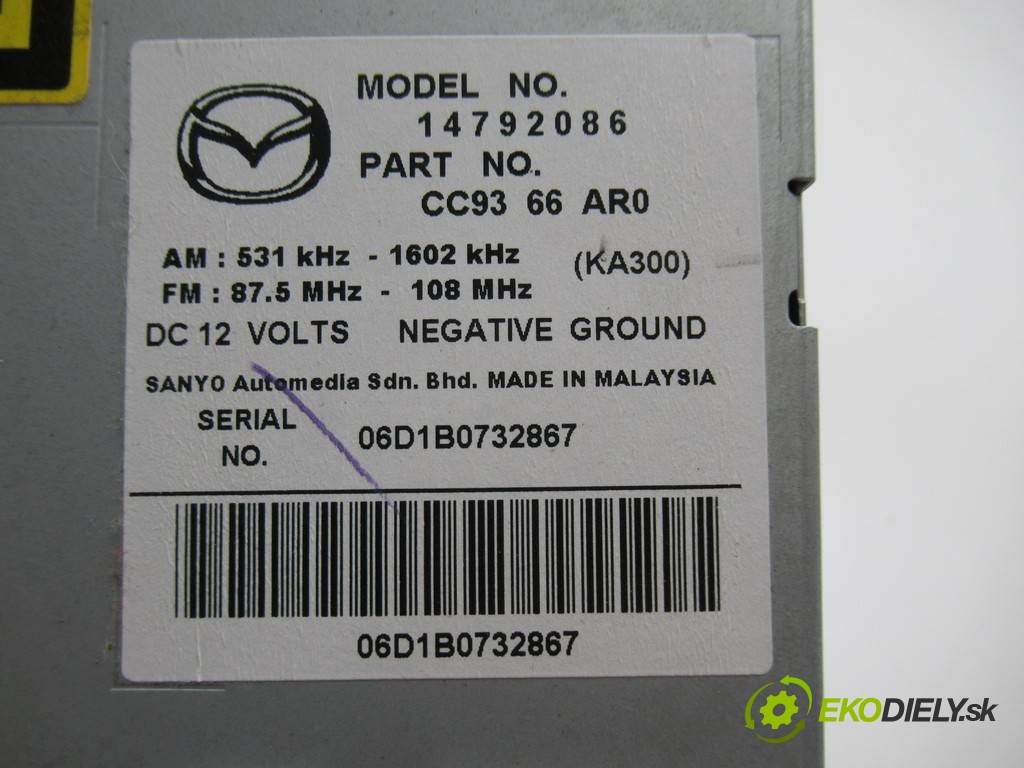 MODEL NO.
14792086
PART NO.
CC93 66 AR0
AM : 531 kHz - 1602 kHz (KA300)
FM : 87.5 MHz - 108 MHz
DC 12 VOLTS NEGATIVE GROUND
SANYO Automedia Sdn. Bhd. MADE IN MALAYSIA
SERIAL NO. 06D1B0732867
06D1B0732867
EKODIELY.sk